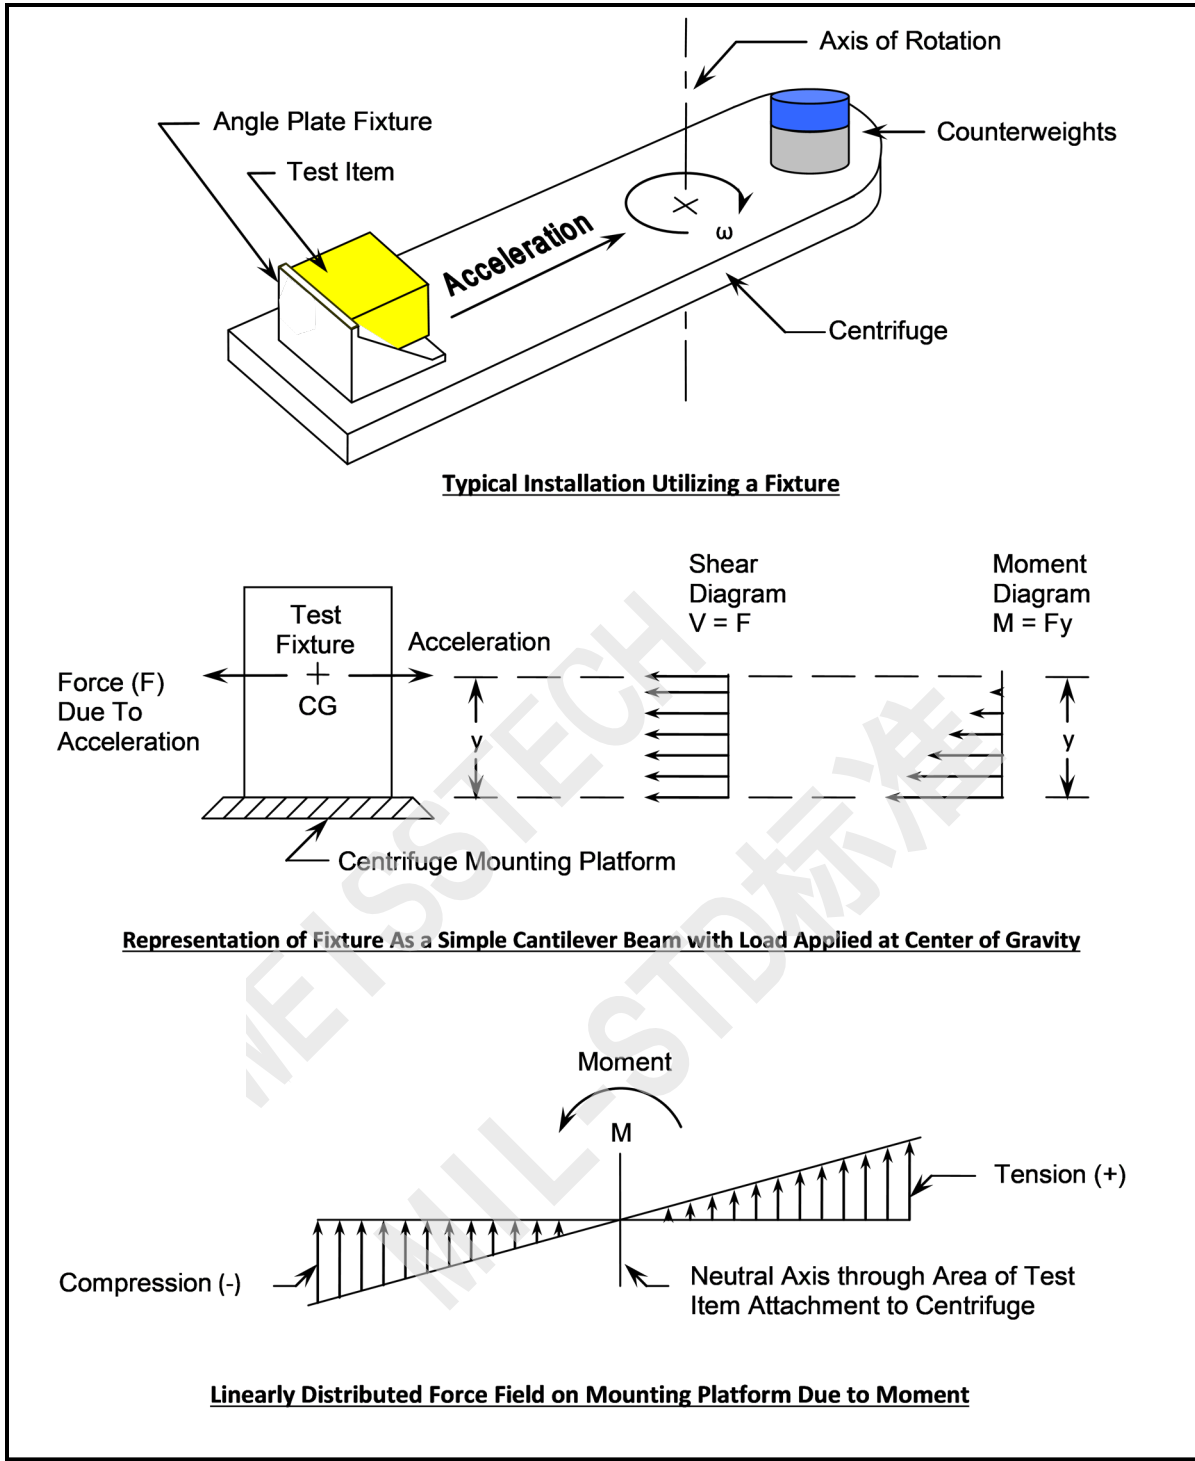 Axis of Rotation
Angle Plate Fixture
Counterweights
Test Item
Acceleration
ω
Centrifuge
Typical Installation Utilizing a Fixture
Shear
Diagram
V = F
Moment
Diagram
M = Fy
Test
Fixture
Acceleration
Force (F)
Due To
Acceleration
CG
y
y
Centrifuge Mounting Platform
Representation of Fixture As a Simple Cantilever Beam with Load Applied at Center of Gravity
Moment
M
Tension (+)
Compression (-)
Neutral Axis through Area of Test
Item Attachment to Centrifuge
Linearly Distributed Force Field on Mounting Platform Due to Moment
WEISSTECH
MIL-STD标准